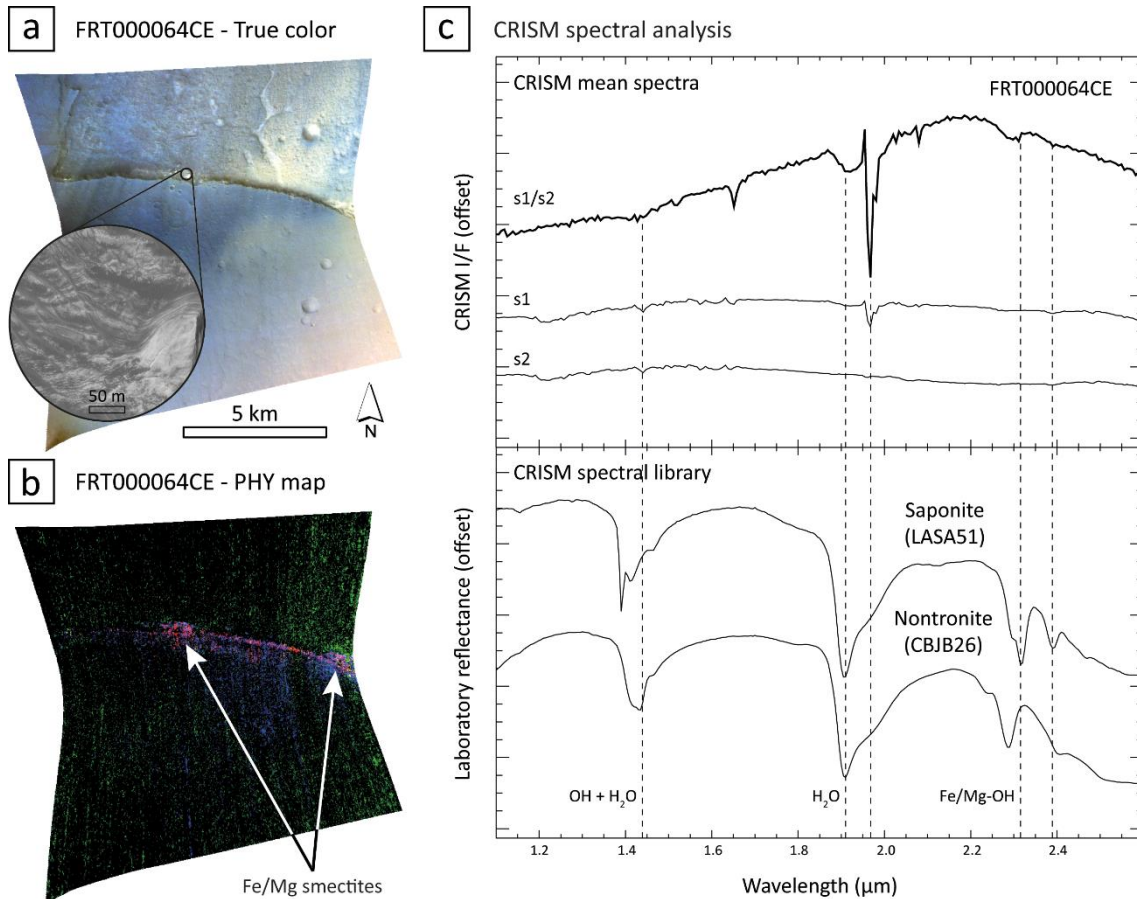 a FRT000064CE - True color
50 m
5 km
N
b FRT000064CE - PHY map
Fe/Mg smectites
c CRISM spectral analysis
CRISM mean spectra
FRT000064CE
s1/s2
s1
s2
CRISM I/F (offset)
CRISM spectral library
Saponite
(LASA51)
Nontronite
(CBJB26)
Laboratory reflectance (offset)
OH + H₂O
H₂O
Fe/Mg-OH
1.2 1.4 1.6 1.8 2.0 2.2 2.4
Wavelength (µm)